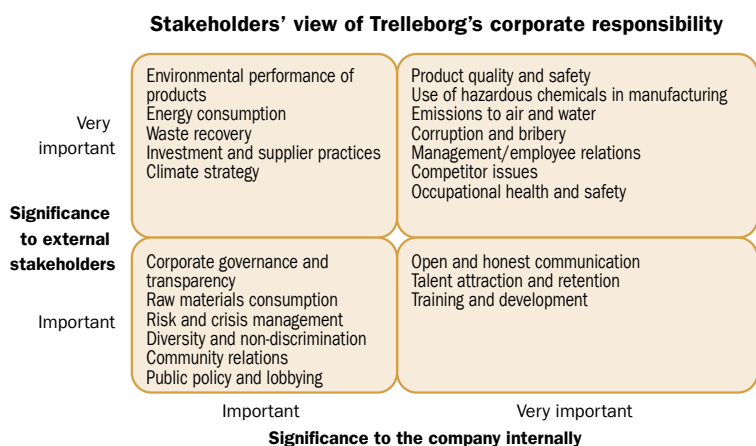 Stakeholders’ view of Trelleborg’s corporate responsibility
Very
important
Environmental performance of
products
Energy consumption
Waste recovery
Investment and supplier practices
Climate strategy
Product quality and safety
Use of hazardous chemicals in manufacturing
Emissions to air and water
Corruption and bribery
Management/employee relations
Competitor issues
Occupational health and safety
Significance
to external
stakeholders
Important
Corporate governance and
transparency
Raw materials consumption
Risk and crisis management
Diversity and non-discrimination
Community relations
Public policy and lobbying
Open and honest communication
Talent attraction and retention
Training and development
Important
Very important
Significance to the company internally